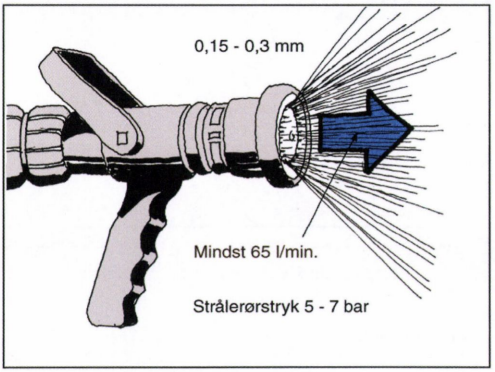 0,15 - 0,3 mm
Mindst 65 l/min.
Strålerørstryk 5 - 7 bar